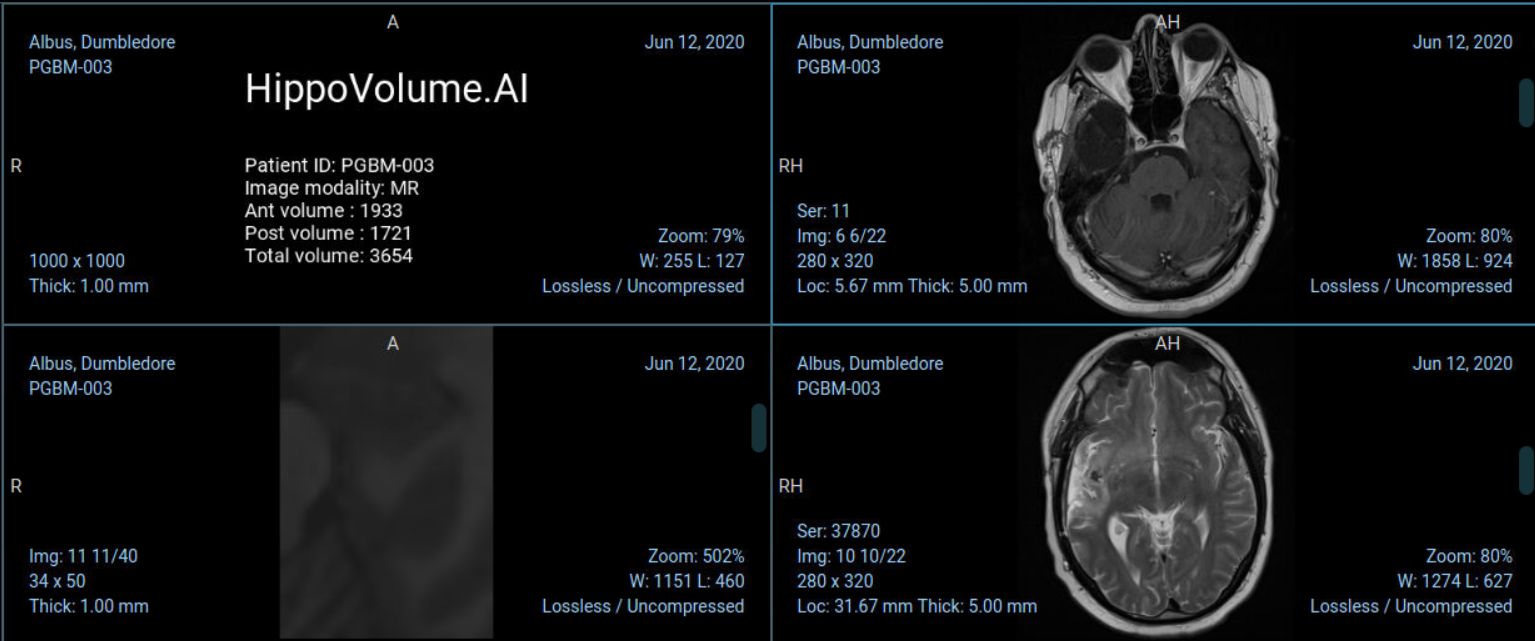 A
Albus, Dumbledore
PGBM-003
Jun 12, 2020
HippoVolume.AI
R
Patient ID: PGBM-003
Image modality: MR
Ant volume : 1933
Post volume : 1721
Total volume: 3654
1000 x 1000
Thick: 1.00 mm
Zoom: 79%
W: 255 L: 127
Lossless / Uncompressed
AH
Albus, Dumbledore
PGBM-003
Jun 12, 2020
RH
Ser: 11
Img: 6 6/22
280 x 320
Loc: 5.67 mm Thick: 5.00 mm
Zoom: 80%
W: 1858 L: 924
Lossless / Uncompressed
A
Albus, Dumbledore
PGBM-003
Jun 12, 2020
R
Img: 11 11/40
34 x 50
Thick: 1.00 mm
Zoom: 502%
W: 1151 L: 460
Lossless / Uncompressed
AH
Albus, Dumbledore
PGBM-003
Jun 12, 2020
RH
Ser: 37870
Img: 10 10/22
280 x 320
Loc: 31.67 mm Thick: 5.00 mm
Zoom: 80%
W: 1274 L: 627
Lossless / Uncompressed